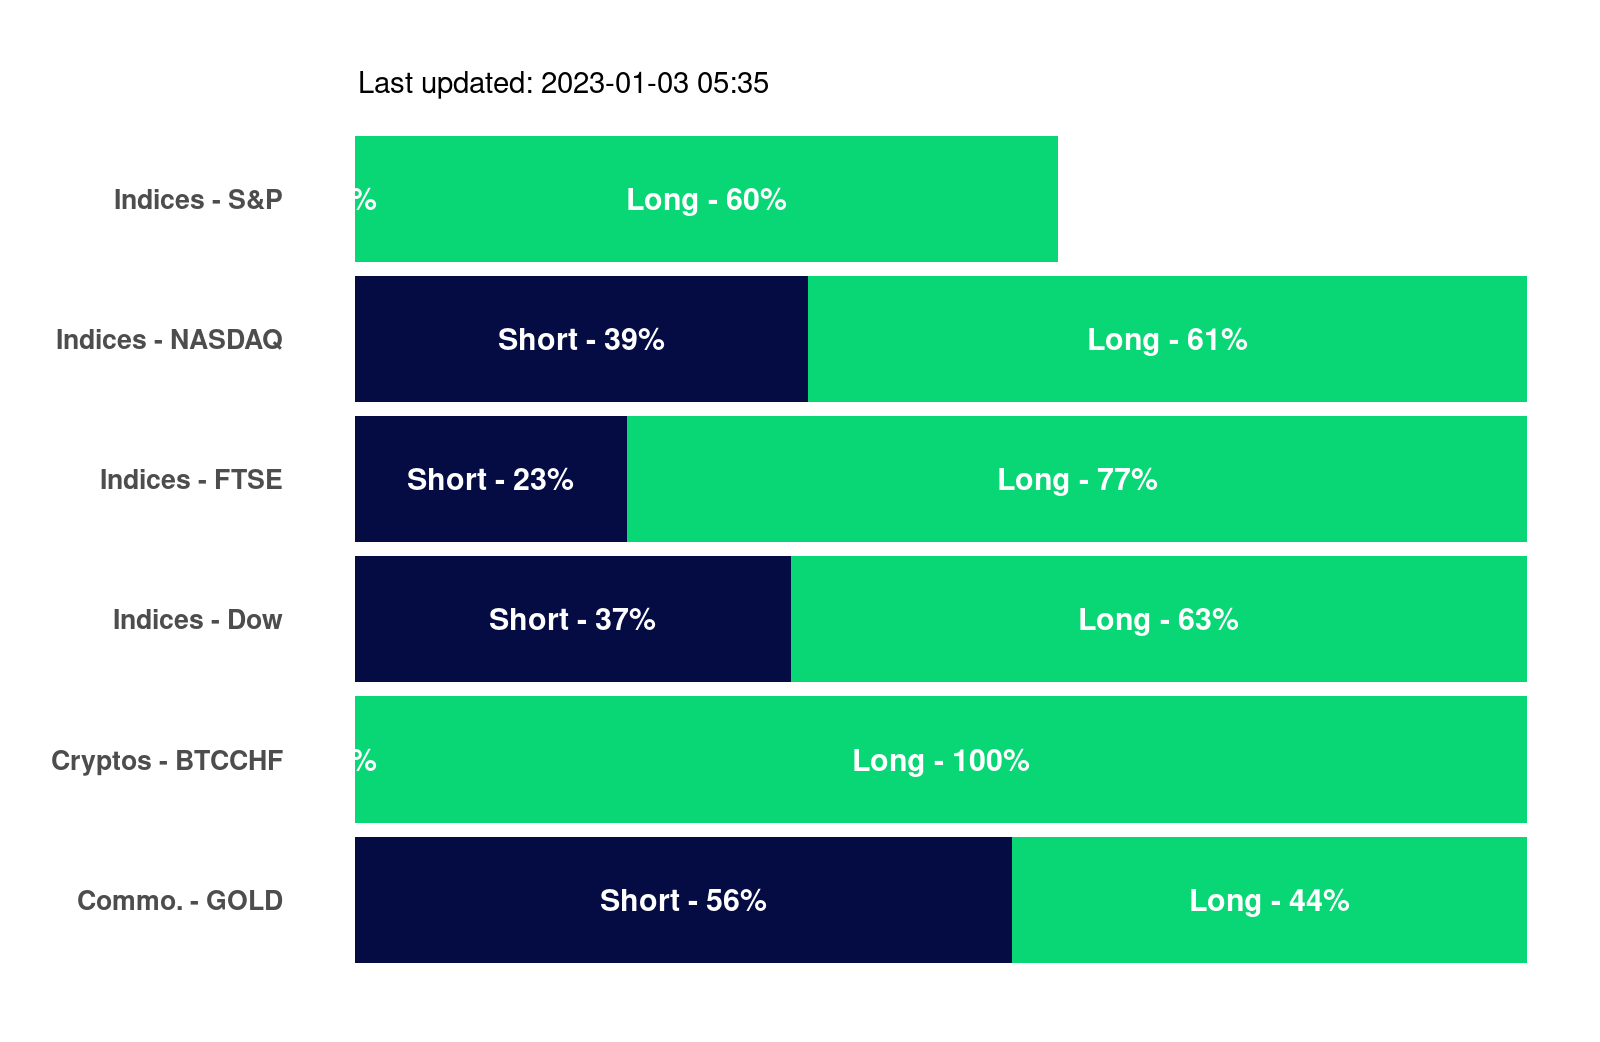 Last updated: 2023-01-03 05:35
Indices - S&P % Long - 60%
Indices - NASDAQ Short - 39% Long - 61%
Indices - FTSE Short - 23% Long - 77%
Indices - Dow Short - 37% Long - 63%
Cryptos - BTCCHF % Long - 100%
Commo. - GOLD Short - 56% Long - 44%